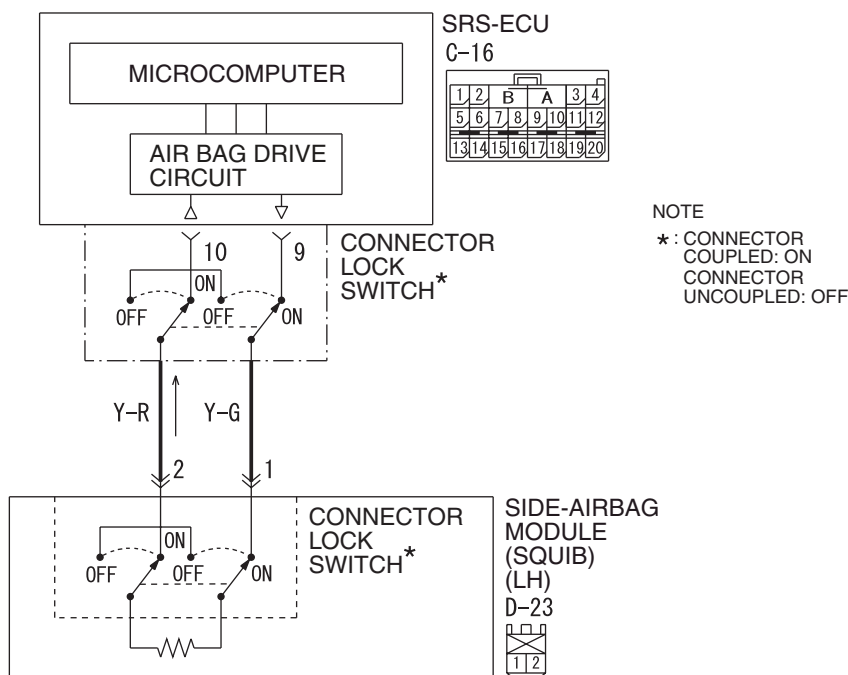 SRS-ECU
C-16
MICROCOMPUTER
1 2 B A 3 4
5 6 7 8 9 10 11 12
13 14 15 16 17 18 19 20
AIR BAG DRIVE
CIRCUIT
NOTE
* : CONNECTOR
COUPLED: ON
CONNECTOR
UNCOUPLED: OFF
10 9
CONNECTOR
LOCK
SWITCH*
ON
OFF OFF ON
Y-R Y-G
2 1
CONNECTOR
LOCK
SWITCH*
ON
OFF OFF ON
SIDE-AIRBAG
MODULE
(SQUIB)
(LH)
D-23
1 2